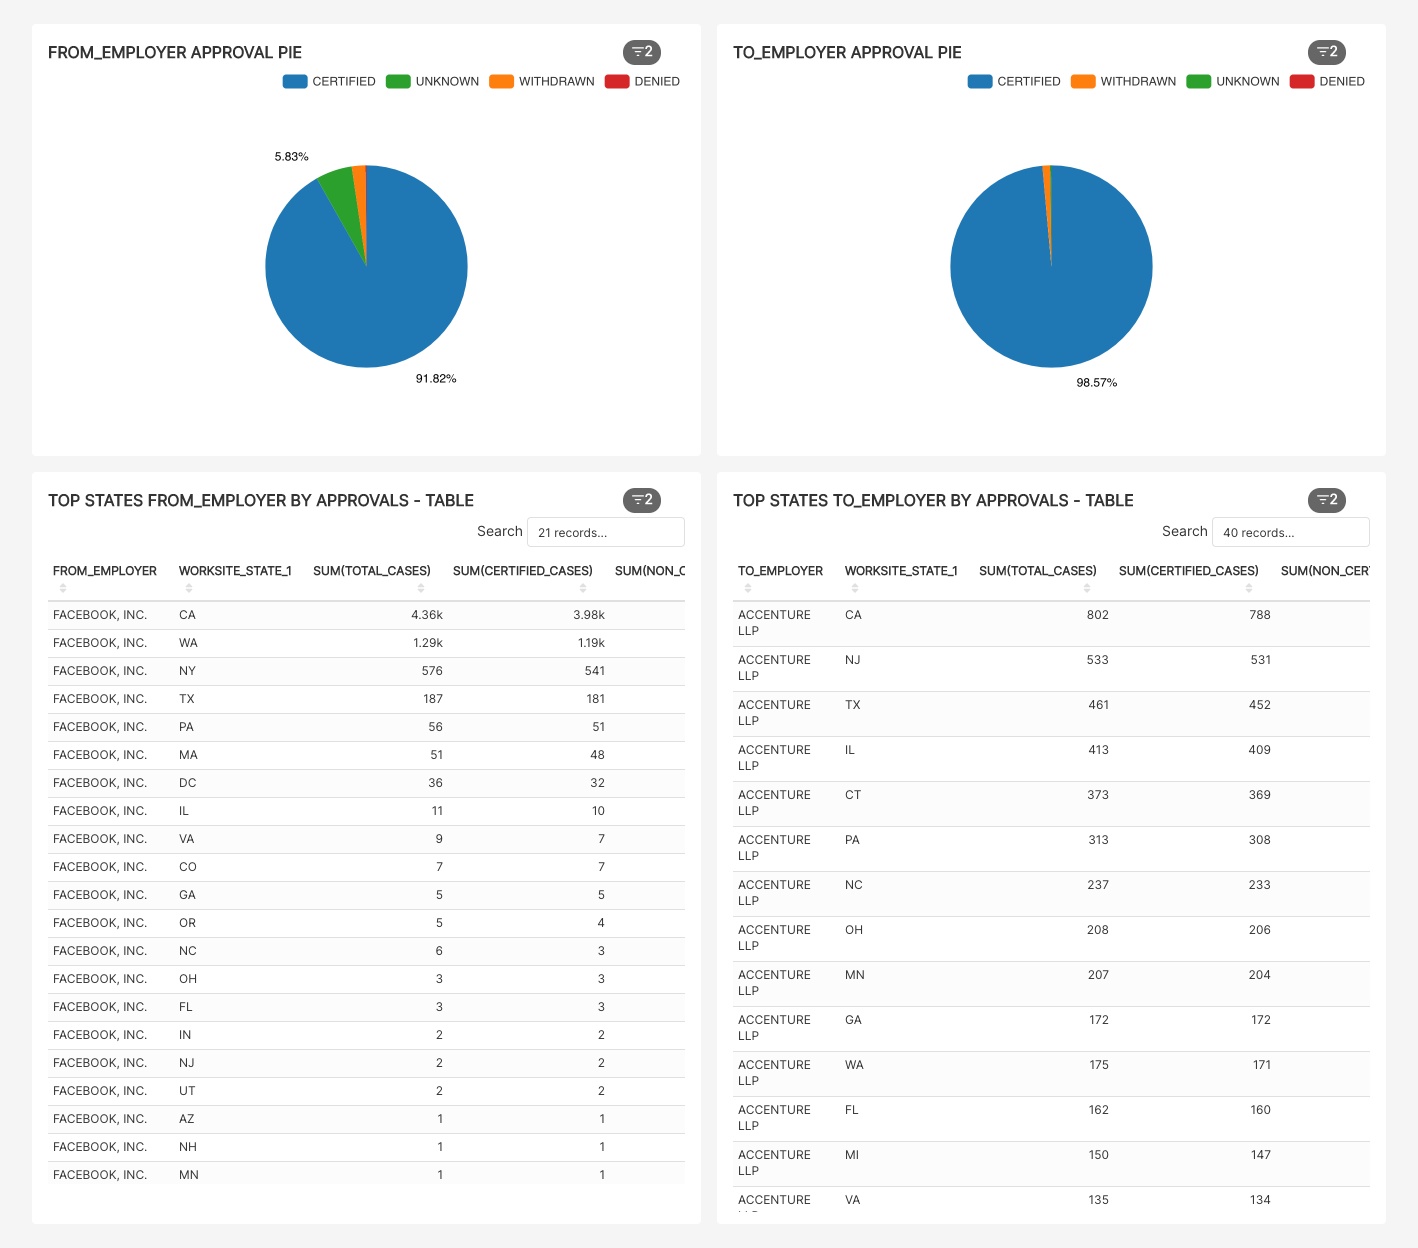 FROM_EMPLOYER APPROVAL PIE
2
CERTIFIED UNKNOWN WITHDRAWN DENIED
5.83%
91.82%
TO_EMPLOYER APPROVAL PIE
2
CERTIFIED WITHDRAWN UNKNOWN DENIED
98.57%
TOP STATES FROM_EMPLOYER BY APPROVALS - TABLE
2
Search 21 records...
FROM_EMPLOYER WORKSITE_STATE_1 SUM(TOTAL_CASES) SUM(CERTIFIED_CASES) SUM(NON_C
FACEBOOK, INC. CA 4.36k 3.98k
FACEBOOK, INC. WA 1.29k 1.19k
FACEBOOK, INC. NY 576 541
FACEBOOK, INC. TX 187 181
FACEBOOK, INC. PA 56 51
FACEBOOK, INC. MA 51 48
FACEBOOK, INC. DC 36 32
FACEBOOK, INC. IL 11 10
FACEBOOK, INC. VA 9 7
FACEBOOK, INC. CO 7 7
FACEBOOK, INC. GA 5 5
FACEBOOK, INC. OR 5 4
FACEBOOK, INC. NC 6 3
FACEBOOK, INC. OH 3 3
FACEBOOK, INC. FL 3 3
FACEBOOK, INC. IN 2 2
FACEBOOK, INC. NJ 2 2
FACEBOOK, INC. UT 2 2
FACEBOOK, INC. AZ 1 1
FACEBOOK, INC. NH 1 1
FACEBOOK, INC. MN 1 1
TOP STATES TO_EMPLOYER BY APPROVALS - TABLE
2
Search 40 records...
TO_EMPLOYER WORKSITE_STATE_1 SUM(TOTAL_CASES) SUM(CERTIFIED_CASES) SUM(NON_CER
ACCENTURE CA 802 788
LLP
ACCENTURE NJ 533 531
LLP
ACCENTURE TX 461 452
LLP
ACCENTURE IL 413 409
LLP
ACCENTURE CT 373 369
LLP
ACCENTURE PA 313 308
LLP
ACCENTURE NC 237 233
LLP
ACCENTURE OH 208 206
LLP
ACCENTURE MN 207 204
LLP
ACCENTURE GA 172 172
LLP
ACCENTURE WA 175 171
LLP
ACCENTURE FL 162 160
LLP
ACCENTURE MI 150 147
LLP
ACCENTURE VA 135 134